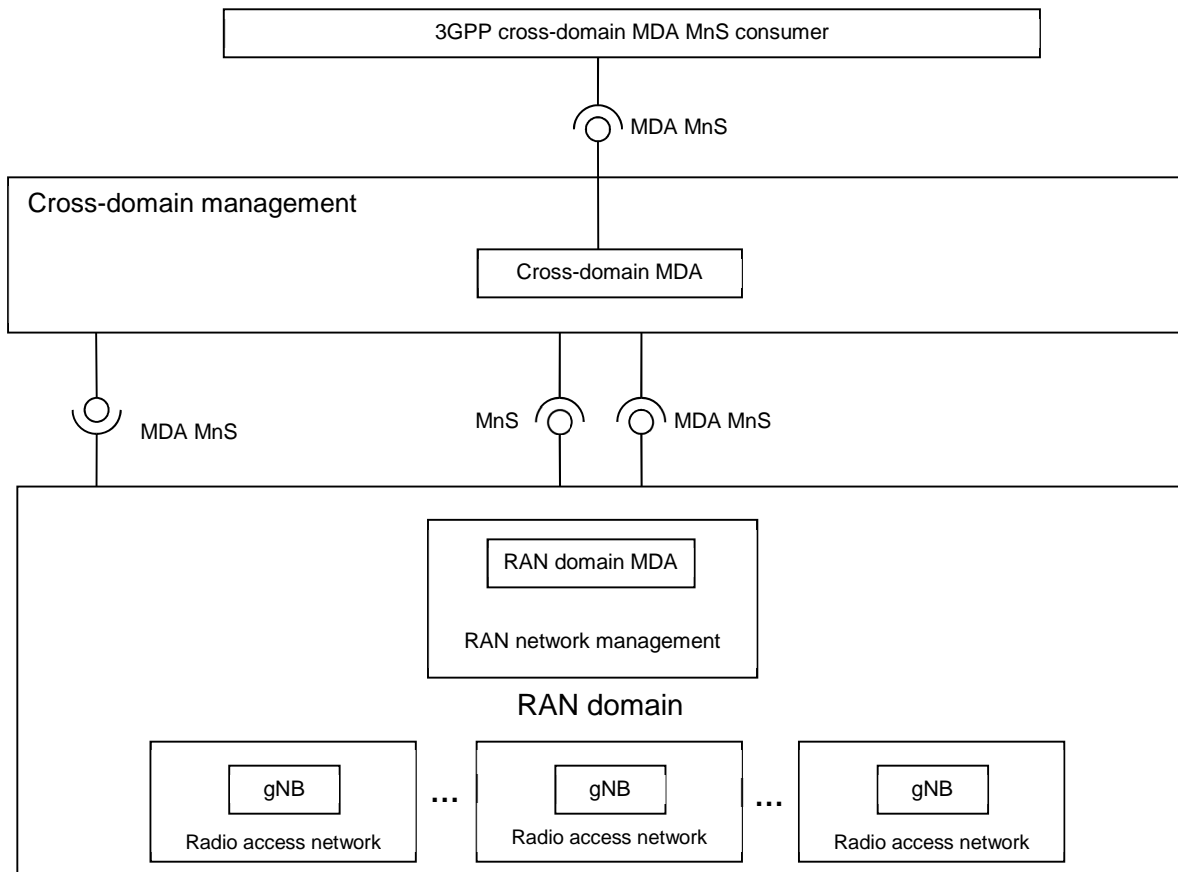 3GPP cross-domain MDA MnS consumer
MDA MnS
Cross-domain management
Cross-domain MDA
MDA MnS
MnS
MDA MnS
RAN domain MDA
RAN network management
RAN domain
gNB
...
gNB
...
gNB
Radio access network
Radio access network
Radio access network